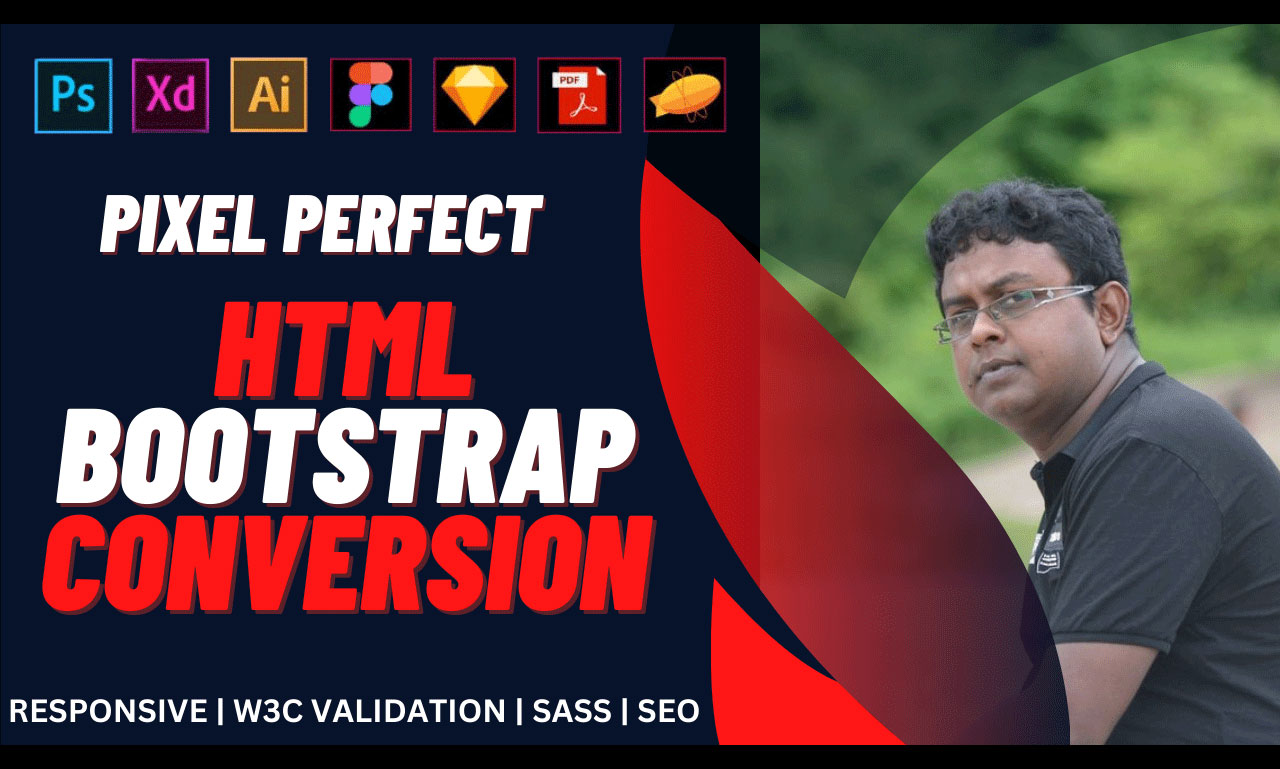 Ps Xd Ai PDF
PIXEL PERFECT
HTML
BOOTSTRAP
CONVERSION
RESPONSIVE | W3C VALIDATION | SASS | SEO